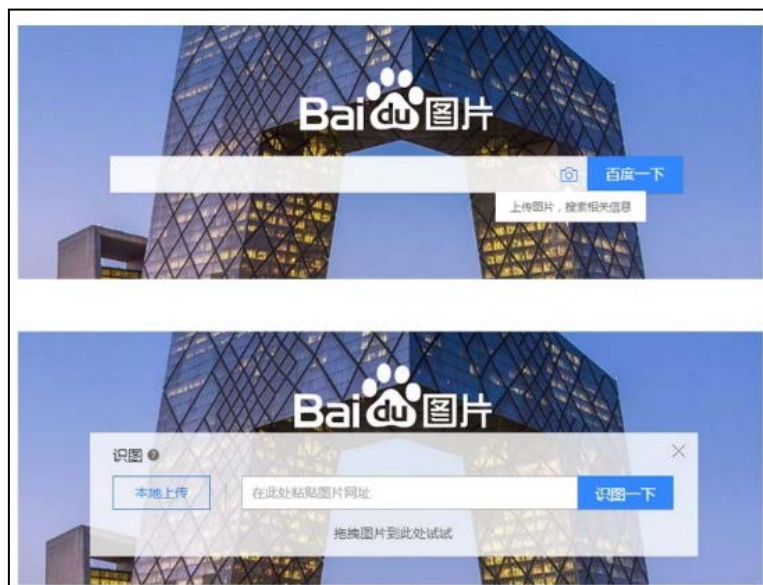 Bai du 图片
百度一下
上传图片，搜索相关信息
Bai du 图片
识图 ?
本地上传 在此处粘贴图片网址 识图一下
拖拽图片到此处试试